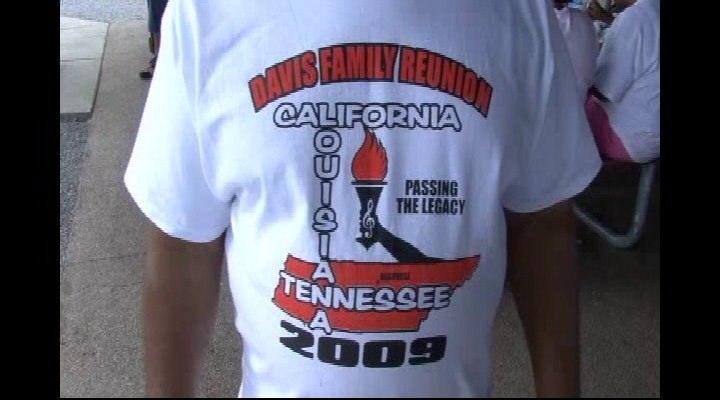 DAVIS FAMILY REUNION
CALIFORNIA
LOUISIANA
PASSING
THE LEGACY
TENNESSEE
2009